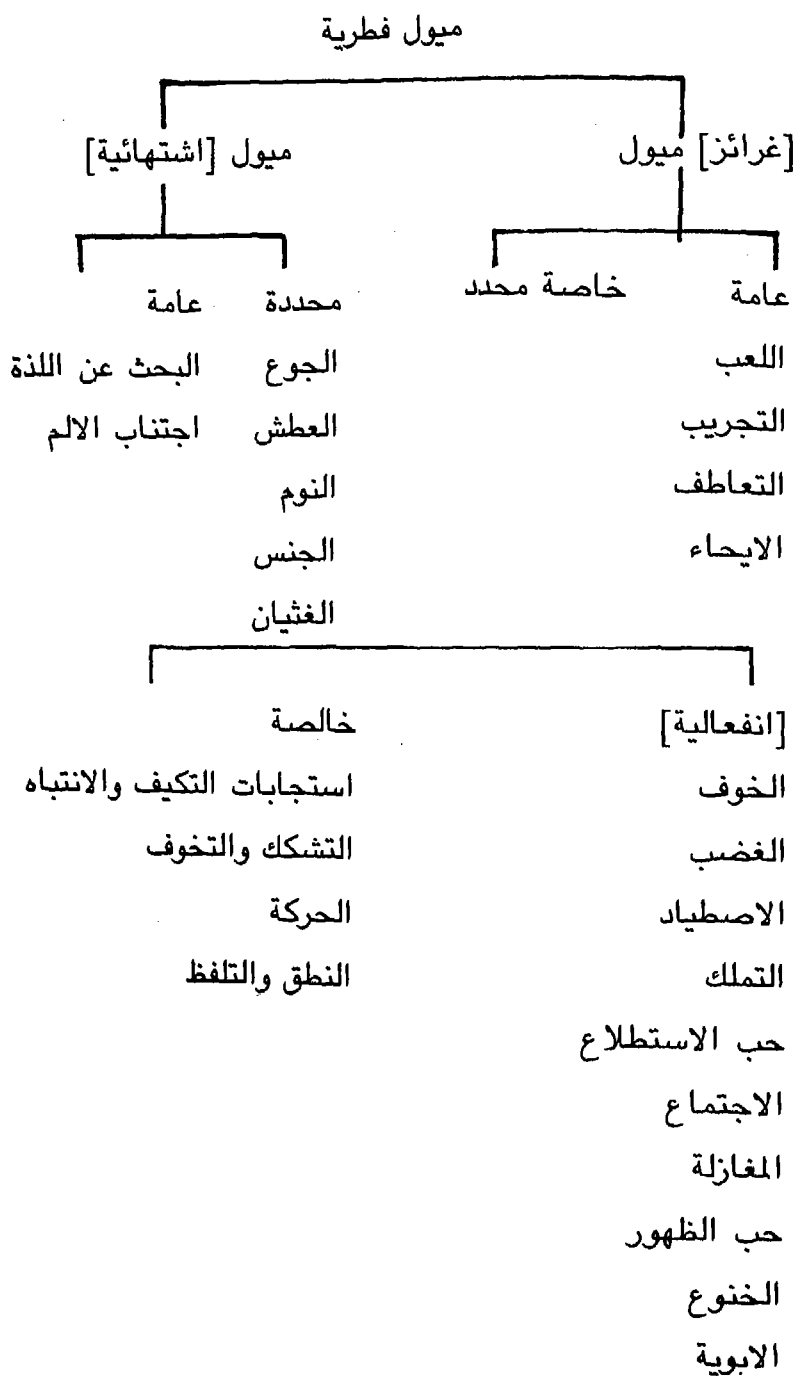 ميول فطرية
[غرائز] ميول
ميول [اشتهائية]
عامة
اللعب
التجريب
التعاطف
الايحاء
خاصة محدد
محددة
الجوع
العطش
النوم
الجنس
الغثيان
عامة
البحث عن اللذة
اجتناب الالم
[انفعالية]
الخوف
الغضب
الاصطياد
التملك
حب الاستطلاع
الاجتماع
المغازلة
حب الظهور
الخنوع
الابوية
خالصة
استجابات التكيف والانتباه
التشكك والتخوف
الحركة
النطق والتلفظ